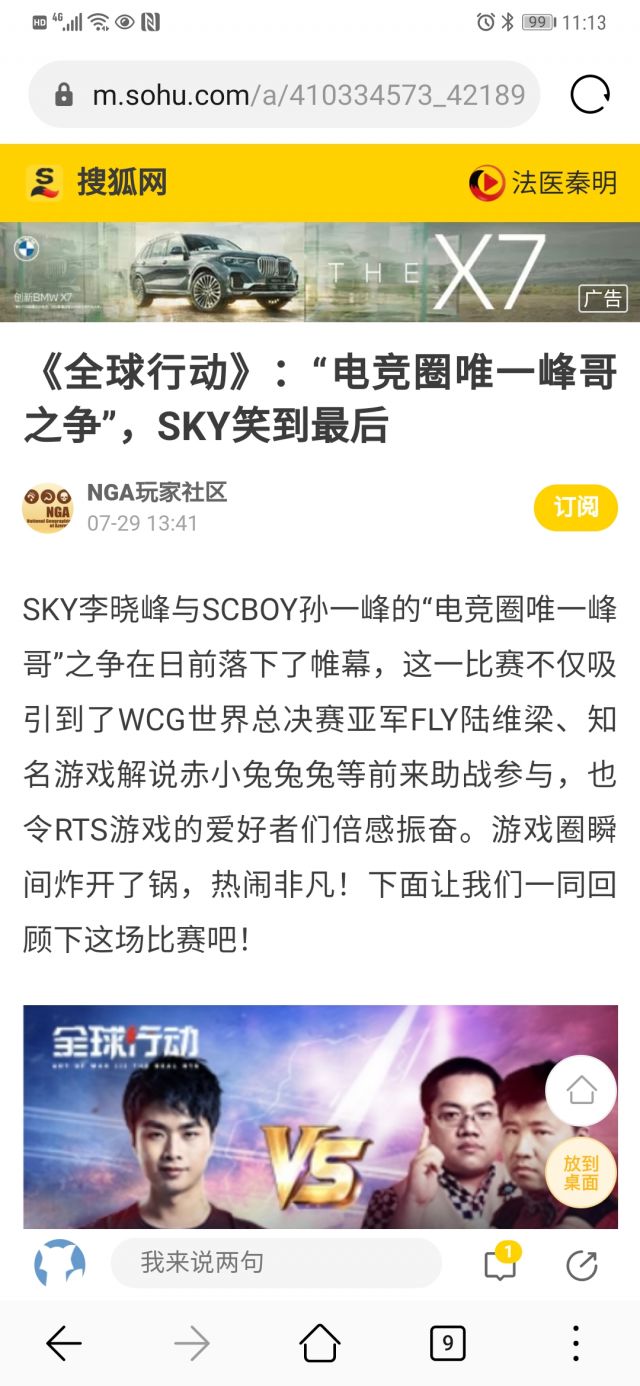 HD 4G 99 11:13
m.sohu.com/a/410334573_42189
搜狐网 法医秦明
创新BMW X7
THE X7
广告
《全球行动》：“电竞圈唯一峰哥
之争”，SKY笑到最后
NGA玩家社区
07-29 13:41
订阅
NGA
SKY李晓峰与SCBOY孙一峰的“电竞圈唯一峰
哥”之争在日前落下了帷幕，这一比赛不仅吸
引到了WCG世界总决赛亚军FLY陆维梁、知
名游戏解说赤小兔兔兔等前来助战参与，也
令RTS游戏的爱好者们倍感振奋。游戏圈瞬
间炸开了锅，热闹非凡！下面让我们一同回
顾下这场比赛吧！
全球行动
VS
放到
桌面
我来说两句
1
9